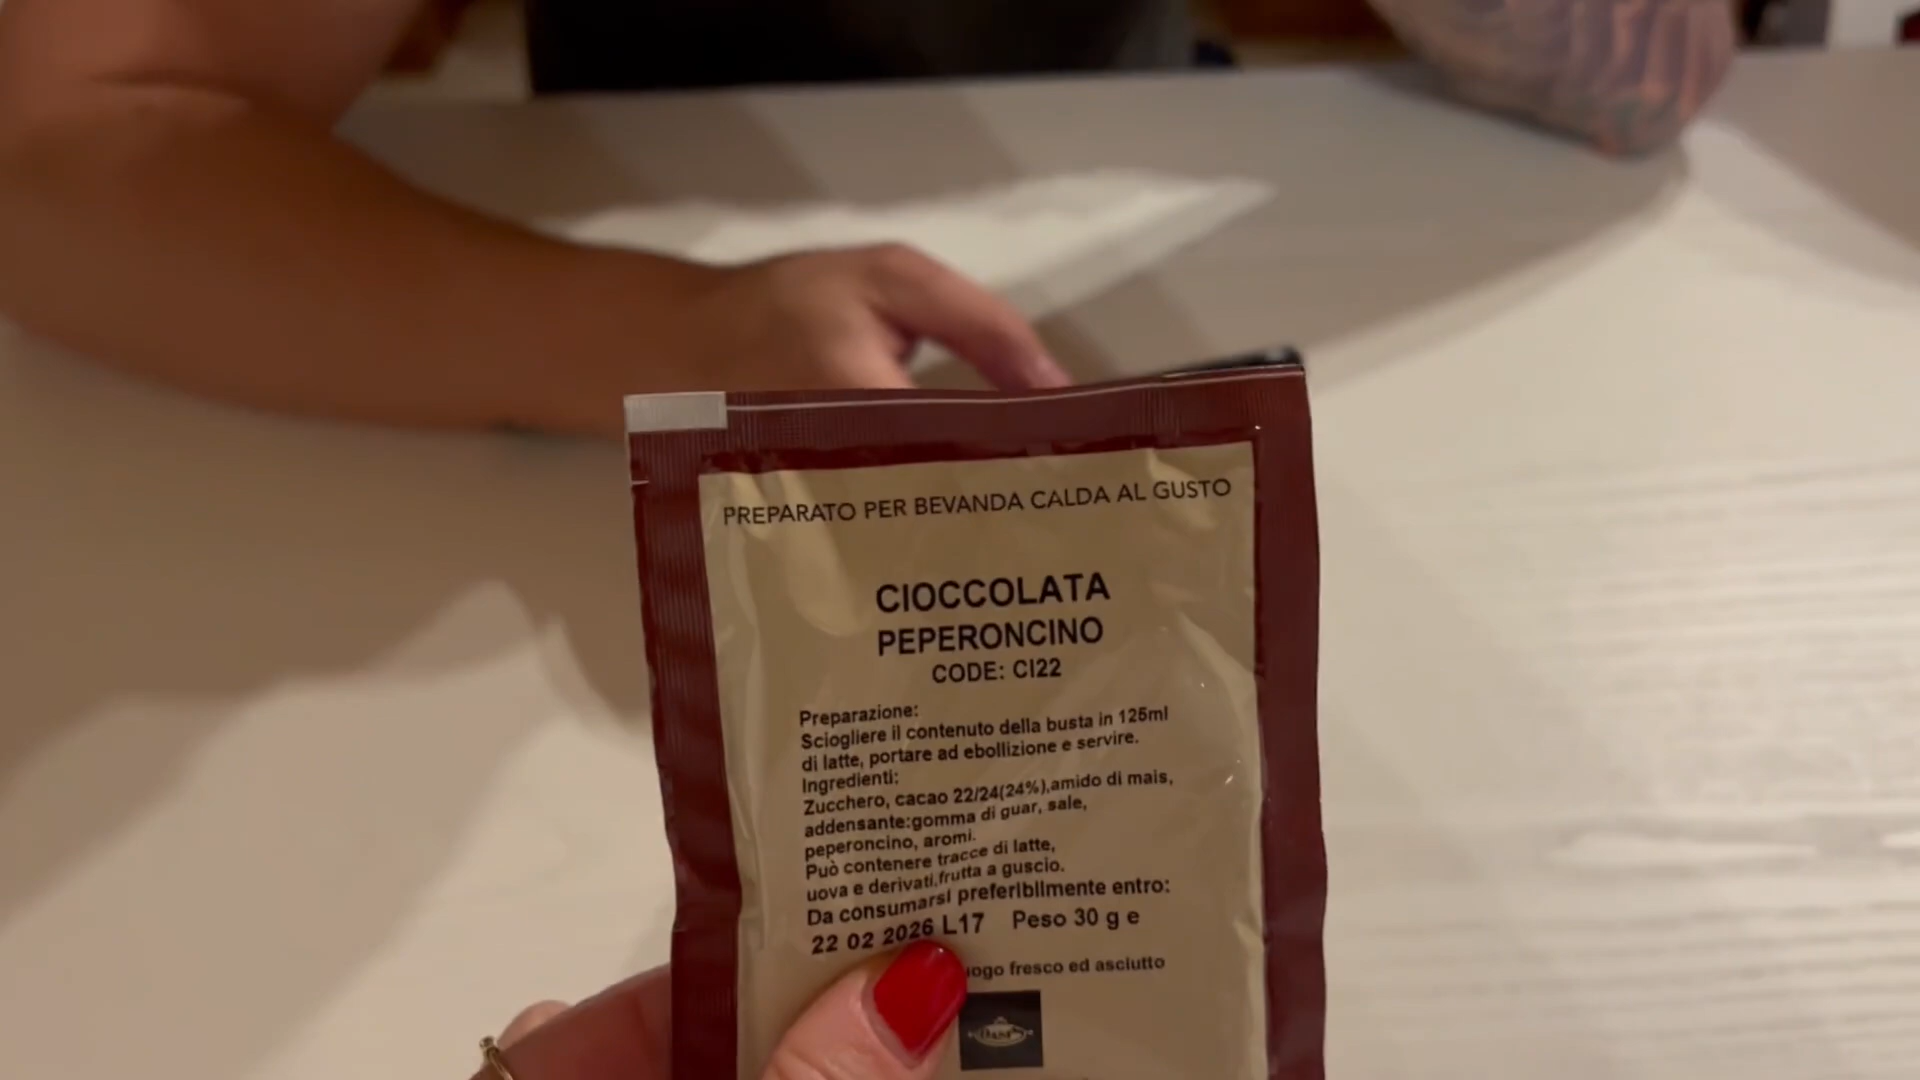 PREPARATO PER BEVANDA CALDA AL GUSTO
CIOCCOLATA
PEPERONCINO
CODE: CI22
Preparazione:
Sciogliere il contenuto della busta in 125ml
di latte, portare ad ebollizione e servire.
Ingredienti:
Zucchero, cacao 22/24(24%),amido di mais,
addensante:gomma di guar, sale,
peperoncino, aromi.
Può contenere tracce di latte,
uova e derivati,frutta a guscio.
Da consumarsi preferibilmente entro:
22 02 2026 L17 Peso 30 g e
fresco ed asciutto